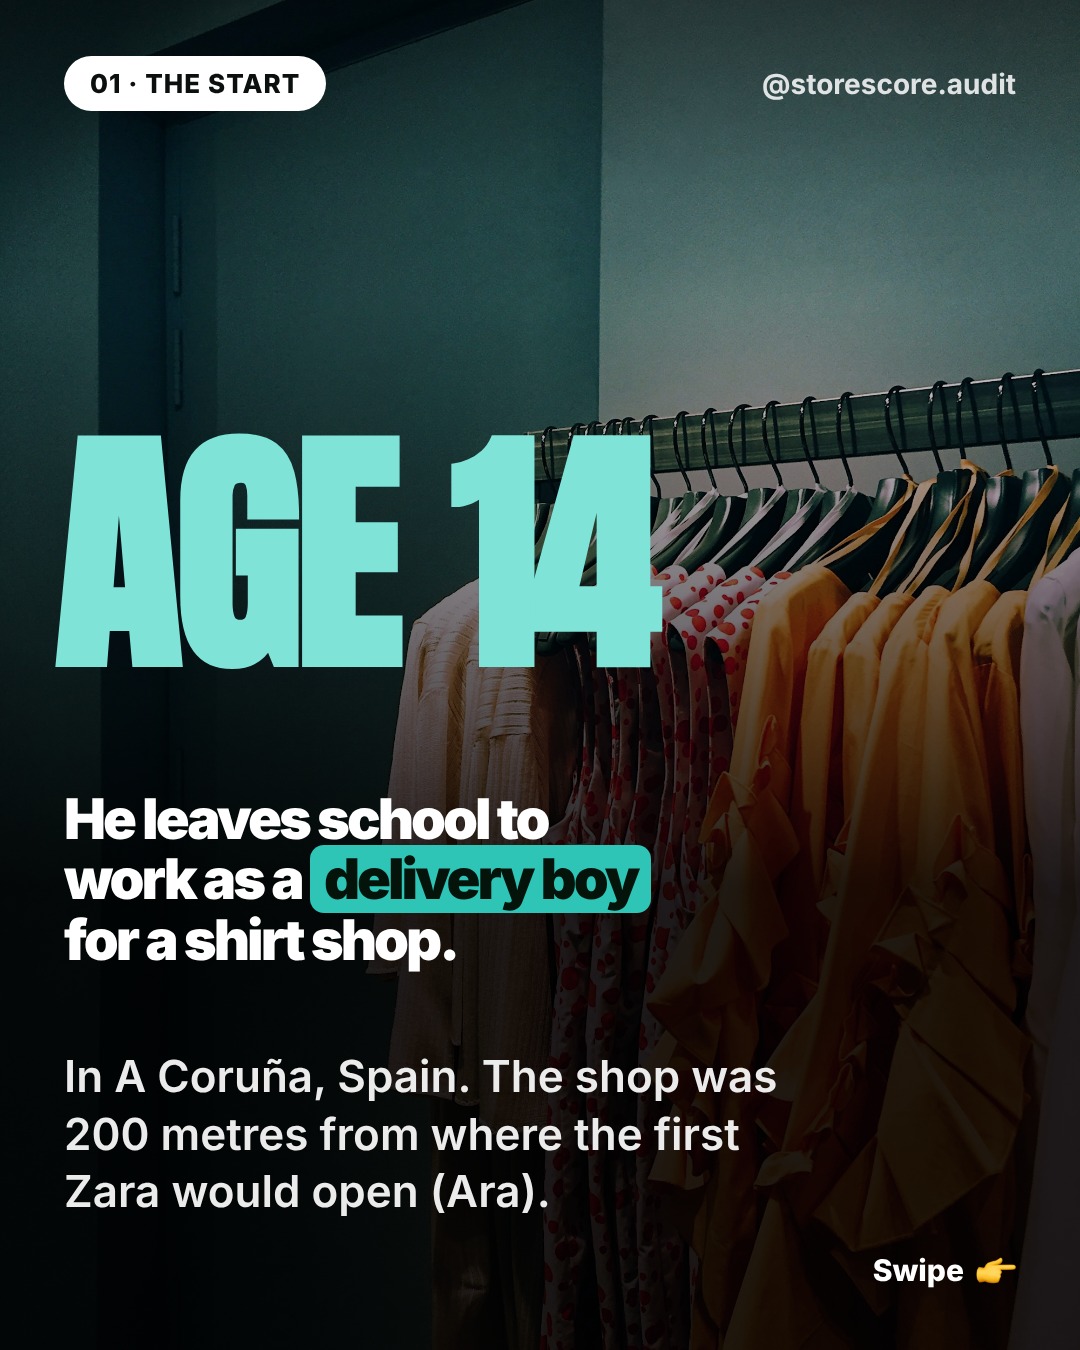 01 · THE START
@storescore.audit
AGE 14
He leaves school to
work as a delivery boy
for a shirt shop.
In A Coruña, Spain. The shop was
200 metres from where the first
Zara would open (Ara).
Swipe 👉